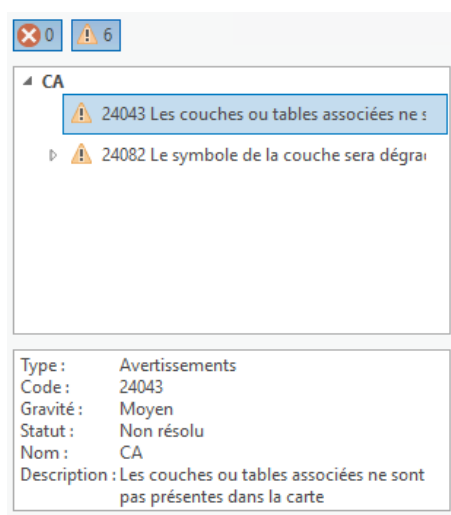 0 6
CA
24043 Les couches ou tables associées ne s
24082 Le symbole de la couche sera dégra
Type : Avertissements
Code : 24043
Gravité : Moyen
Statut : Non résolu
Nom : CA
Description : Les couches ou tables associées ne sont
pas présentes dans la carte